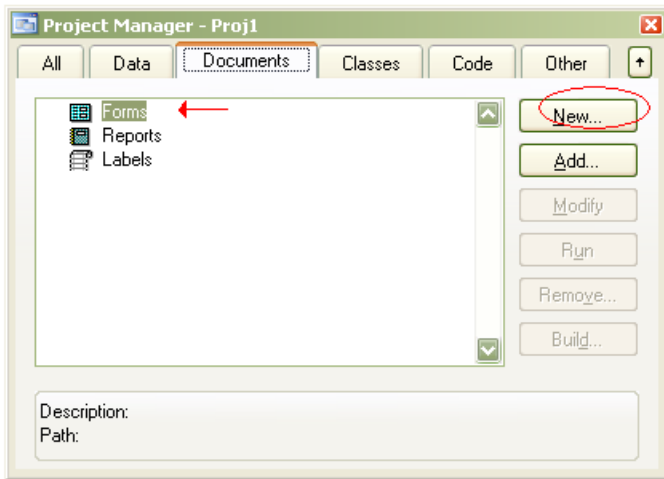 Project Manager - Proj1
All Data Documents Classes Code Other
Forms
Reports
Labels
New...
Add...
Modify
Run
Remove...
Build...
Description:
Path: